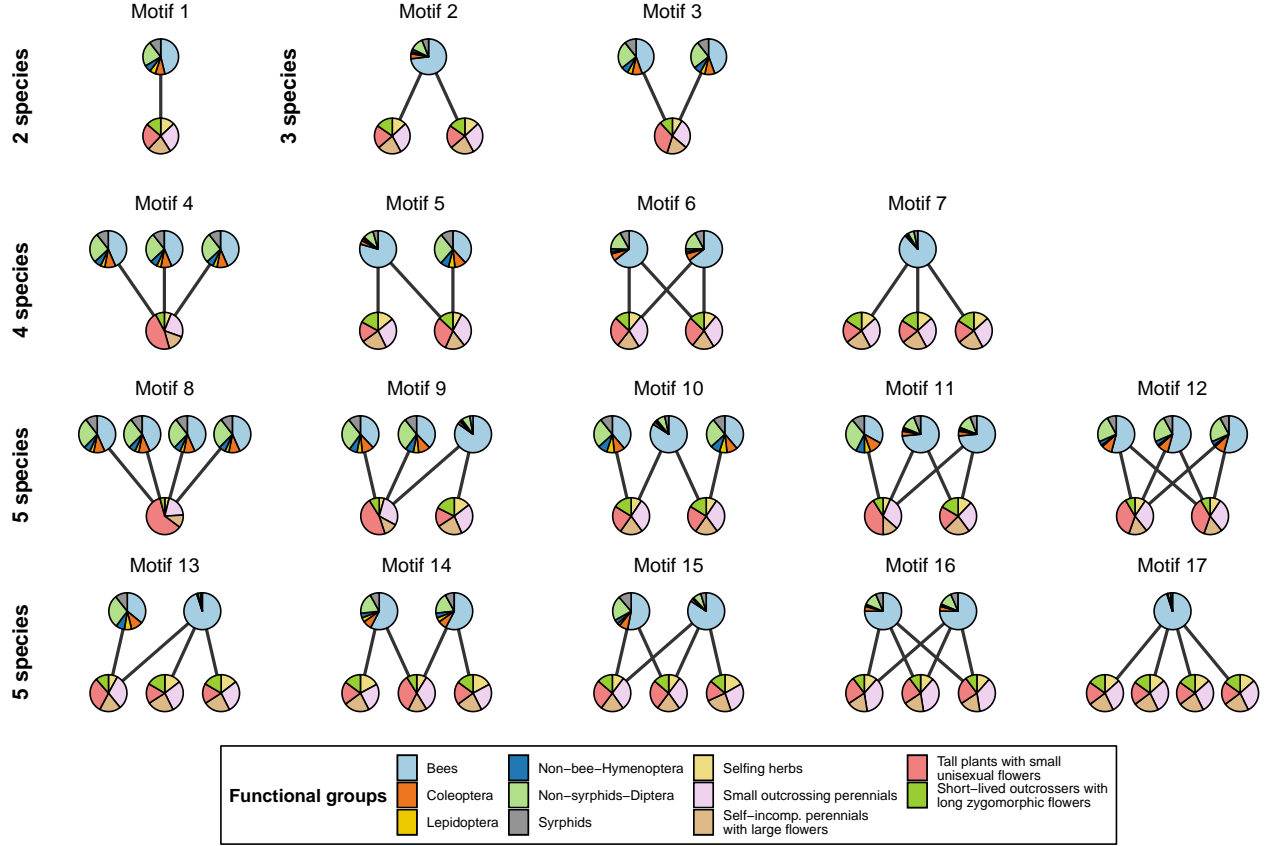 Motif 1
Motif 2
Motif 3
2 species
3 species
Motif 4
Motif 5
Motif 6
Motif 7
4 species
Motif 8
Motif 9
Motif 10
Motif 11
Motif 12
5 species
Motif 13
Motif 14
Motif 15
Motif 16
Motif 17
5 species
Functional groups
Bees
Coleoptera
Lepidoptera
Non−bee−Hymenoptera
Non−syrphids−Diptera
Syrphids
Selfing herbs
Small outcrossing perennials
Self−incomp. perennials
with large flowers
Tall plants with small
unisexual flowers
Short−lived outcrossers with
long zygomorphic flowers